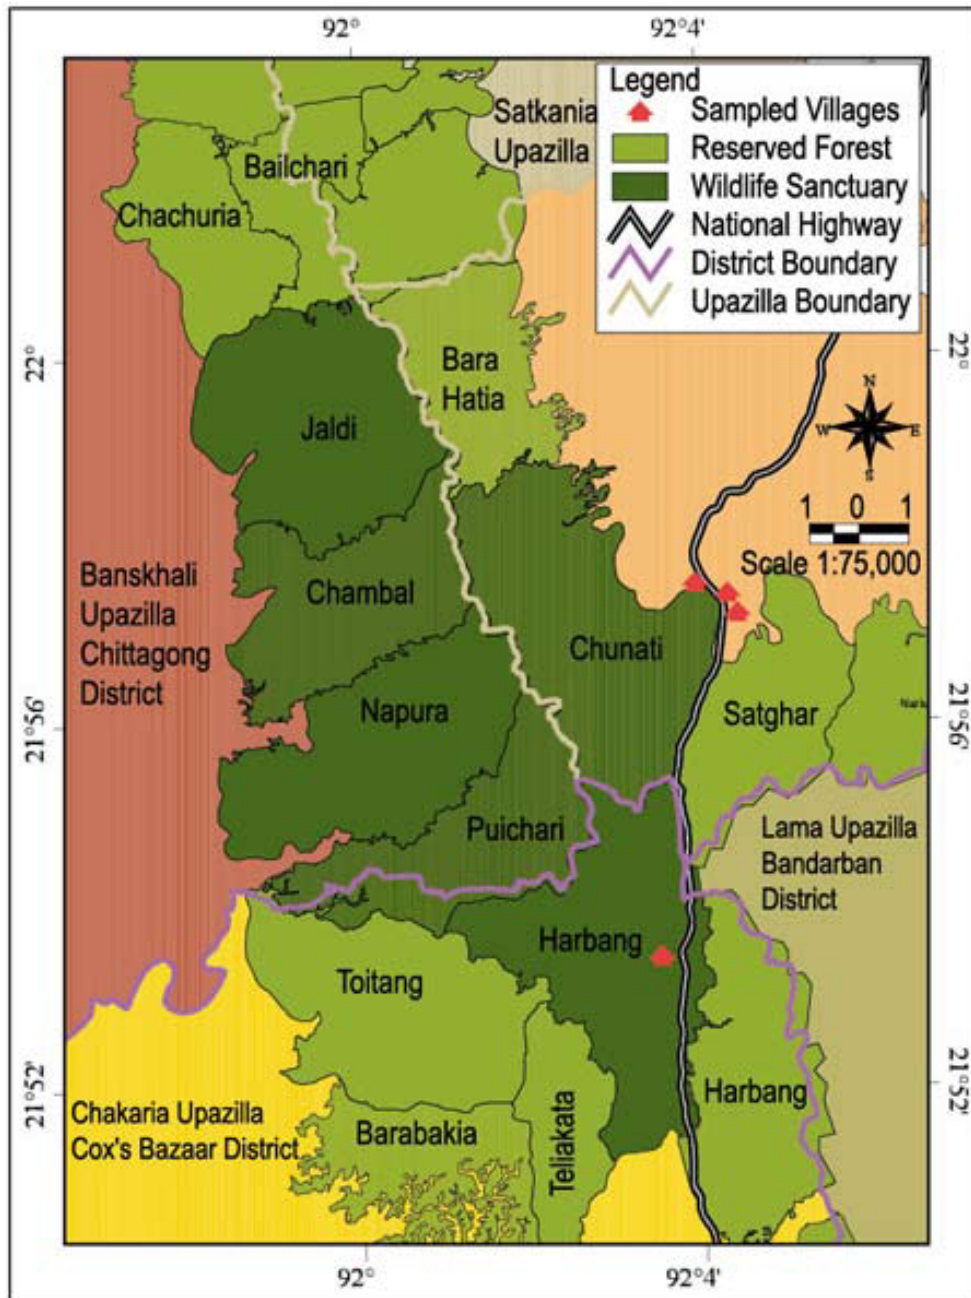 92°
92°4'
Legend
Sampled Villages
Reserved Forest
Wildlife Sanctuary
National Highway
District Boundary
Upazilla Boundary
Satkania
Upazilla
Bailchari
Chachuria
22°
22°
Bara
Hatia
Jaldi
N
W
E
S
1 0 1
Scale 1:75,000
Banskhali
Upazilla
Chittagong
District
Chambal
Chunati
Napura
Satghar
21°56'
21°56'
Puichari
Lama Upazilla
Bandarban
District
Harbang
Toitang
21°52'
21°52'
Harbang
Chakaria Upazilla
Cox's Bazaar District
Barabakia
Teliakata
92°
92°4'